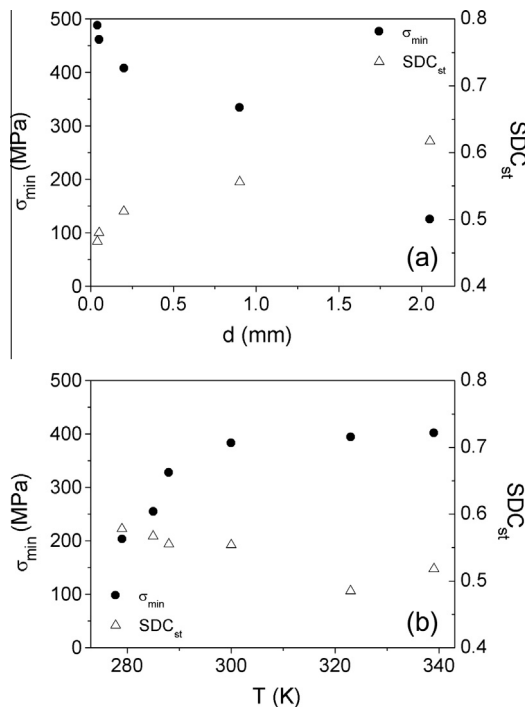 500
400
300
200
100
0
σmin (MPa)
0.8
0.7
0.6
0.5
0.4
SDCst
● σmin
△ SDCst
(a)
0.0 0.5 1.0 1.5 2.0
d (mm)
500
400
300
200
100
0
σmin (MPa)
0.8
0.7
0.6
0.5
0.4
SDCst
● σmin
△ SDCst
(b)
280 300 320 340
T (K)